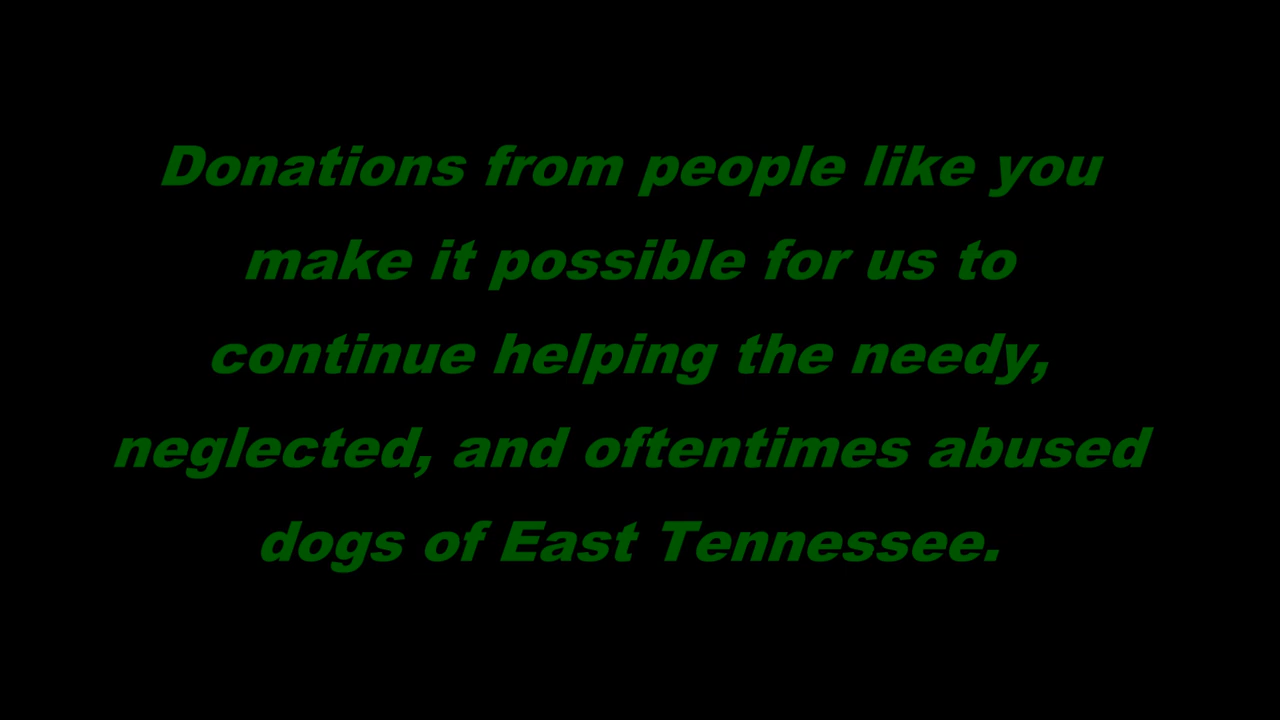 Donations from people like you
make it possible for us to
continue helping the needy,
neglected, and oftentimes abused
dogs of East Tennessee.